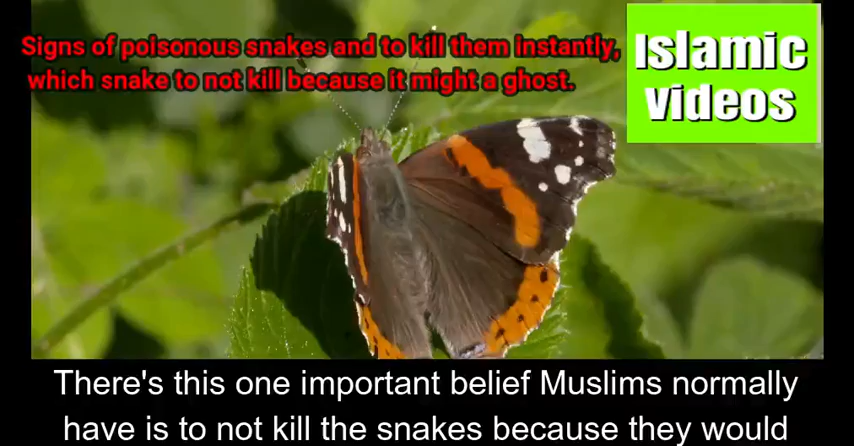 Signs of poisonous snakes and to kill them instantly,
which snake to not kill because it might a ghost.
Islamic
videos
There's this one important belief Muslims normally
have is to not kill the snakes because they would